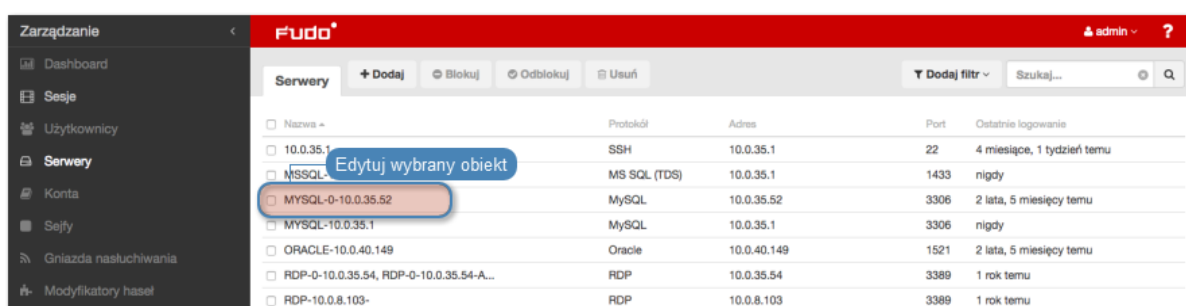 Zarządzanie
Fudo
admin
?
Dashboard
Sesje
Użytkownicy
Serwery
Konta
Sejfy
Gniazda nasłuchiwania
Modyfikatory haseł
Serwery
+ Dodaj
Blokuj
Odblokuj
Usuń
Dodaj filtr
Szukaj...
Nazwa Protokół Adres Port Ostatnie logowanie
10.0.35.1 SSH 10.0.35.1 22 4 miesiące, 1 tydzień temu
Edytuj wybrany obiekt
MSSQL- MS SQL (TDS) 10.0.35.1 1433 nigdy
MYSQL-0-10.0.35.52 MySQL 10.0.35.52 3306 2 lata, 5 miesięcy temu
MYSQL-10.0.35.1 MySQL 10.0.35.1 3306 nigdy
ORACLE-10.0.40.149 Oracle 10.0.40.149 1521 2 lata, 5 miesięcy temu
RDP-0-10.0.35.54, RDP-0-10.0.35.54-A... RDP 10.0.35.54 3389 1 rok temu
RDP-10.0.8.103- RDP 10.0.8.103 3389 1 rok temu